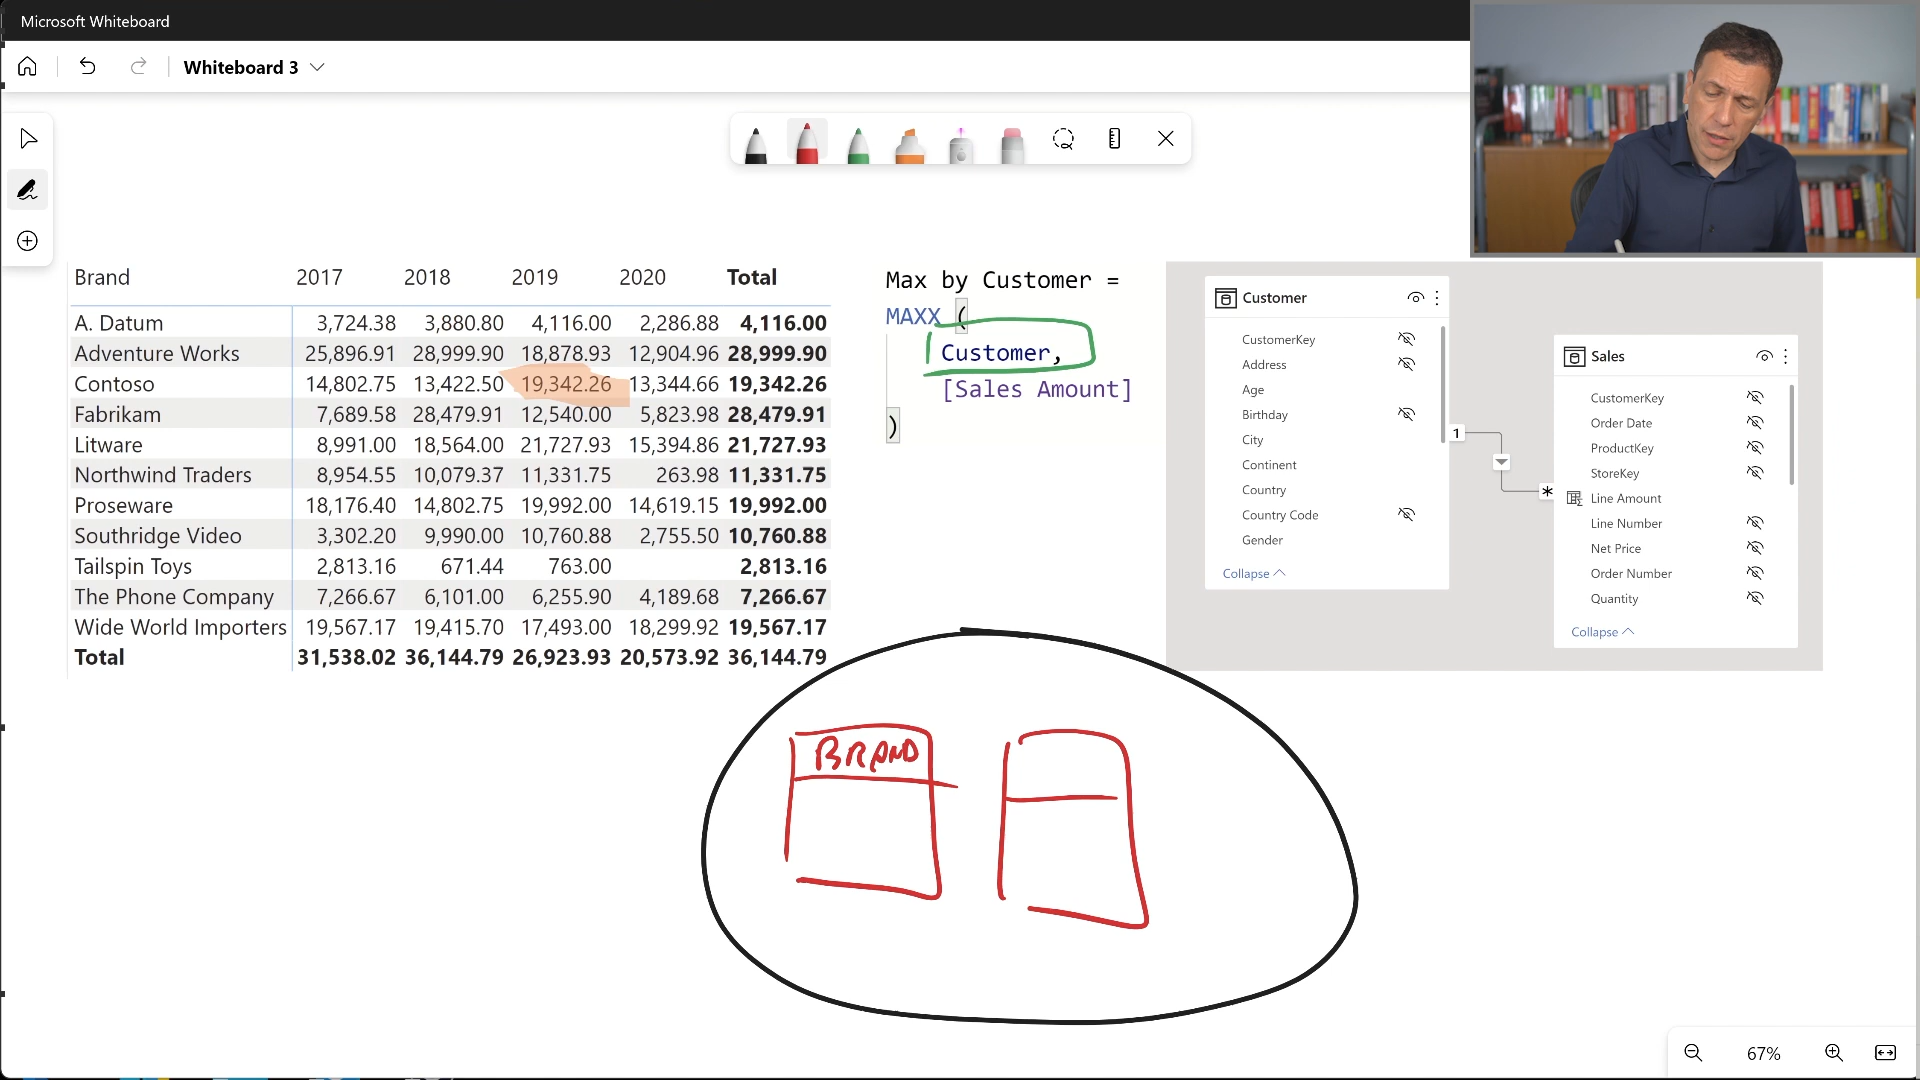 Microsoft Whiteboard
Whiteboard 3
Brand 2017 2018 2019 2020 Total
A. Datum 3,724.38 3,880.80 4,116.00 2,286.88 4,116.00
Adventure Works 25,896.91 28,999.90 18,878.93 12,904.96 28,999.90
Contoso 14,802.75 13,422.50 19,342.26 13,344.66 19,342.26
Fabrikam 7,689.58 28,479.91 12,540.00 5,823.98 28,479.91
Litware 8,991.00 18,564.00 21,727.93 15,394.86 21,727.93
Northwind Traders 8,954.55 10,079.37 11,331.75 263.98 11,331.75
Proseware 18,176.40 14,802.75 19,992.00 14,619.15 19,992.00
Southridge Video 3,302.20 9,990.00 10,760.88 2,755.50 10,760.88
Tailspin Toys 2,813.16 671.44 763.00 2,813.16
The Phone Company 7,266.67 6,101.00 6,255.90 4,189.68 7,266.67
Wide World Importers 19,567.17 19,415.70 17,493.00 18,299.92 19,567.17
Total 31,538.02 36,144.79 26,923.93 20,573.92 36,144.79
Max by Customer =
MAXX (
Customer,
[Sales Amount]
)
Customer
CustomerKey
Address
Age
Birthday
City
Continent
Country
Country Code
Gender
Collapse
1
*
Sales
CustomerKey
Order Date
ProductKey
StoreKey
Line Amount
Line Number
Net Price
Order Number
Quantity
Collapse
BRAND
67%